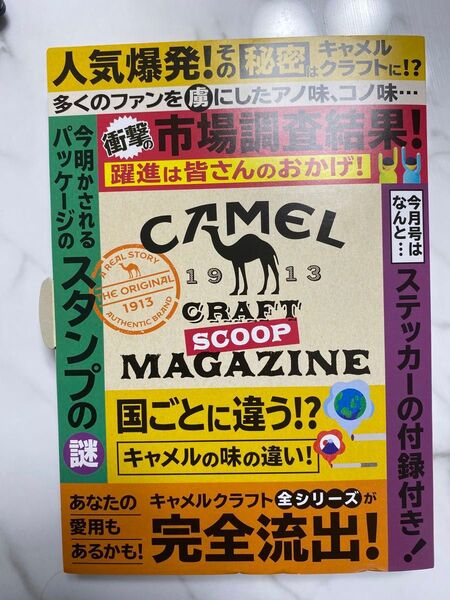 人気爆発!その秘密はキャメルクラフトに!?
多くのファンを虜にしたアノ味、コノ味…
衝撃の市場調査結果!
躍進は皆さんのおかげ!
今明かされる
パッケージの
スタンプの謎
今月号は
なんと…
ステッカーの付録付き!
CAMEL
1913
CRAFT
SCOOP
MAGAZINE
A REAL STORY
THE ORIGINAL
1913
AUTHENTIC BRAND
国ごとに違う!?
キャメルの味の違い!
あなたの
愛用も
あるかも!
キャメルクラフト全シリーズが
完全流出!